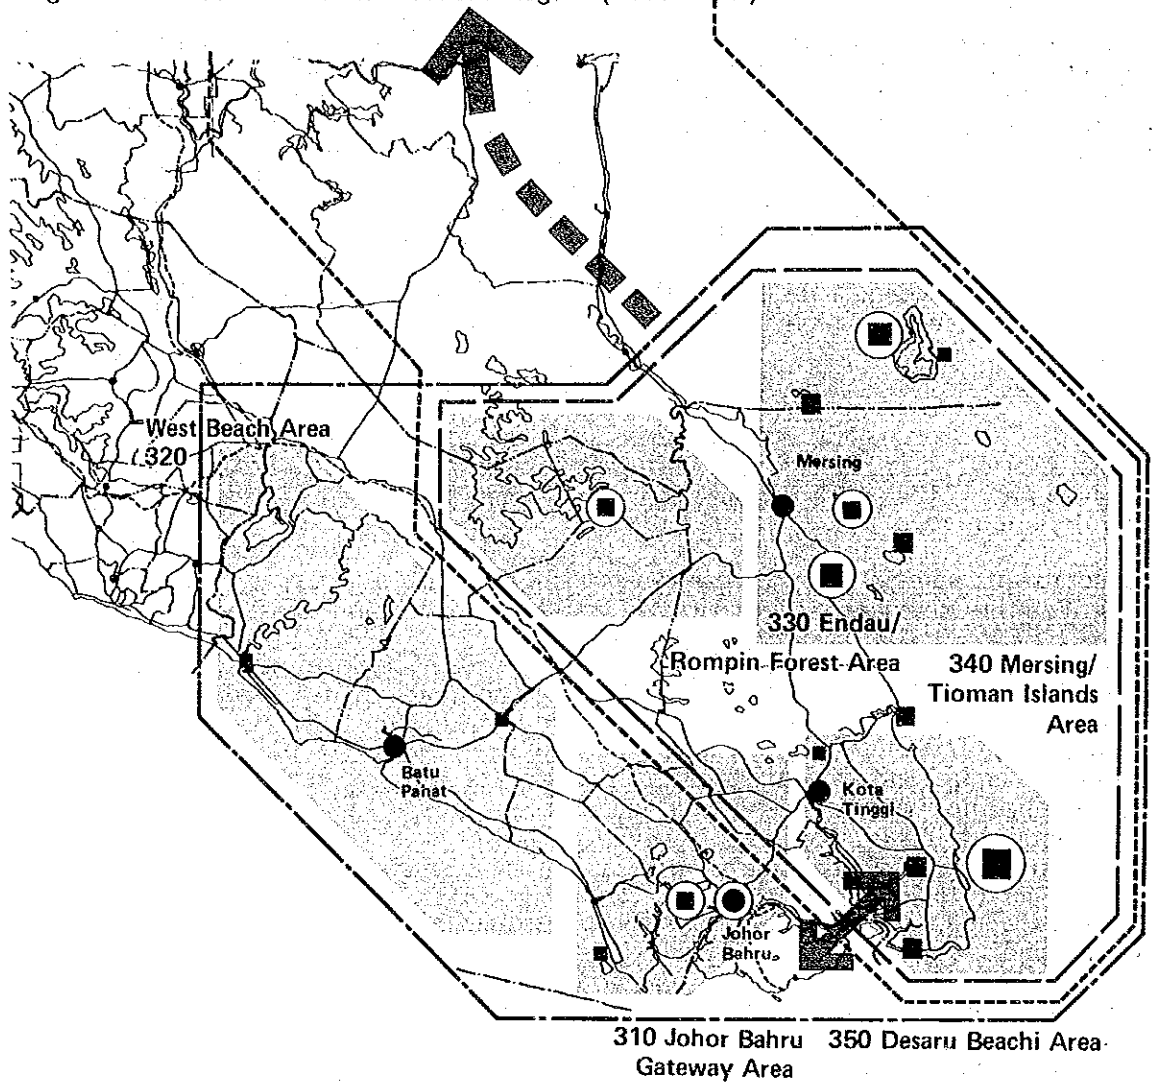 West Beach Area
320
Mersing
330 Endau/
Rompin Forest Area
340 Mersing/
Tioman Islands
Area
Batu
Pahat
Kota
Tinggi
Johor
Bahru
310 Johor Bahru
Gateway Area
350 Desaru Beachi Area